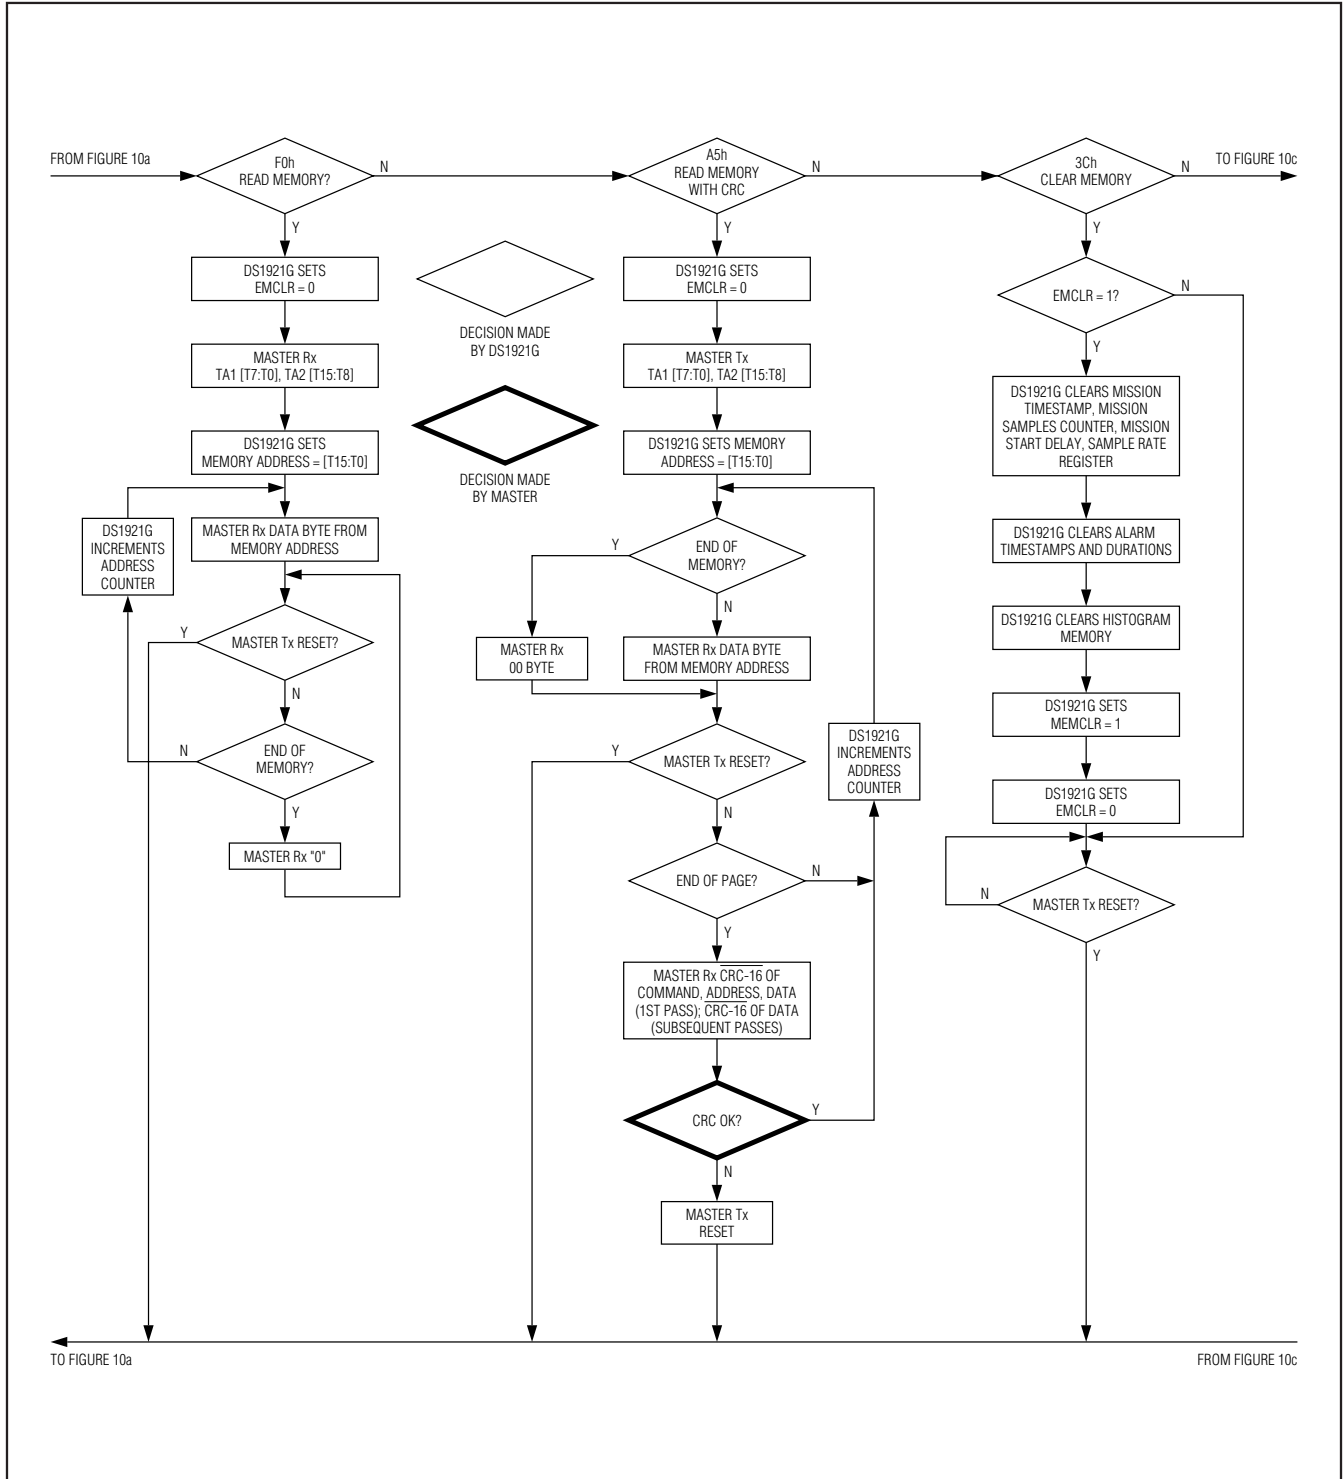 FROM FIGURE 10a
F0h
READ MEMORY?
N
A5h
READ MEMORY
WITH CRC
N
3Ch
CLEAR MEMORY
N
TO FIGURE 10c
Y
Y
Y
DS1921G SETS
EMCLR = 0
DECISION MADE
BY DS1921G
DS1921G SETS
EMCLR = 0
EMCLR = 1?
N
Y
MASTER Rx
TA1 [T7:T0], TA2 [T15:T8]
MASTER Tx
TA1 [T7:T0], TA2 [T15:T8]
DS1921G CLEARS MISSION
TIMESTAMP, MISSION
SAMPLES COUNTER, MISSION
START DELAY, SAMPLE RATE
REGISTER
DS1921G SETS
MEMORY ADDRESS = [T15:T0]
DECISION MADE
BY MASTER
DS1921G SETS MEMORY
ADDRESS = [T15:T0]
DS1921G
INCREMENTS
ADDRESS
COUNTER
MASTER Rx DATA BYTE FROM
MEMORY ADDRESS
Y
END OF
MEMORY?
N
DS1921G CLEARS ALARM
TIMESTAMPS AND DURATIONS
Y
MASTER Tx RESET?
N
MASTER Rx
00 BYTE
MASTER Rx DATA BYTE
FROM MEMORY ADDRESS
DS1921G CLEARS HISTOGRAM
MEMORY
N
END OF
MEMORY?
Y
Y
MASTER Tx RESET?
N
DS1921G
INCREMENTS
ADDRESS
COUNTER
DS1921G SETS
MEMCLR = 1
DS1921G SETS
EMCLR = 0
MASTER Rx "0"
END OF PAGE?
N
Y
N
MASTER Tx RESET?
Y
MASTER Rx CRC-16 OF
COMMAND, ADDRESS, DATA
(1ST PASS); CRC-16 OF DATA
(SUBSEQUENT PASSES)
CRC OK?
Y
N
MASTER Tx
RESET
TO FIGURE 10a
FROM FIGURE 10c